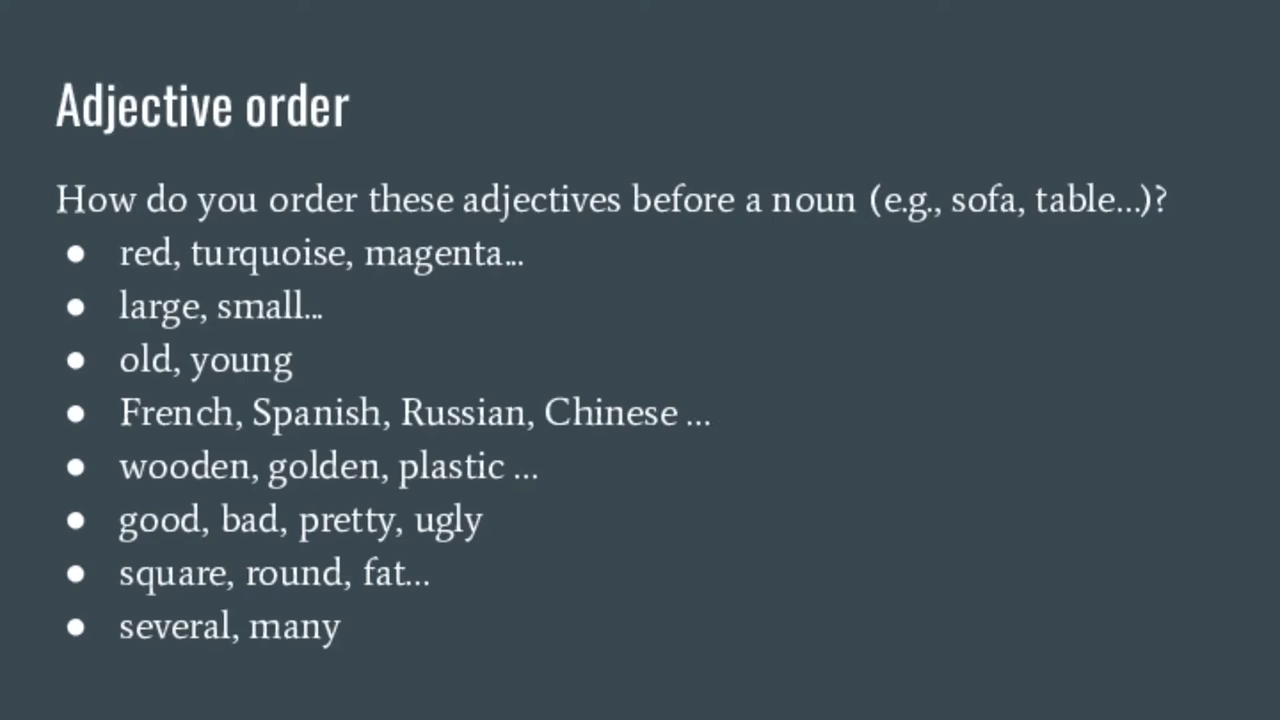 Adjective order
How do you order these adjectives before a noun (e.g., sofa, table...)?
● red, turquoise, magenta...
● large, small...
● old, young
● French, Spanish, Russian, Chinese ...
● wooden, golden, plastic ...
● good, bad, pretty, ugly
● square, round, fat...
● several, many